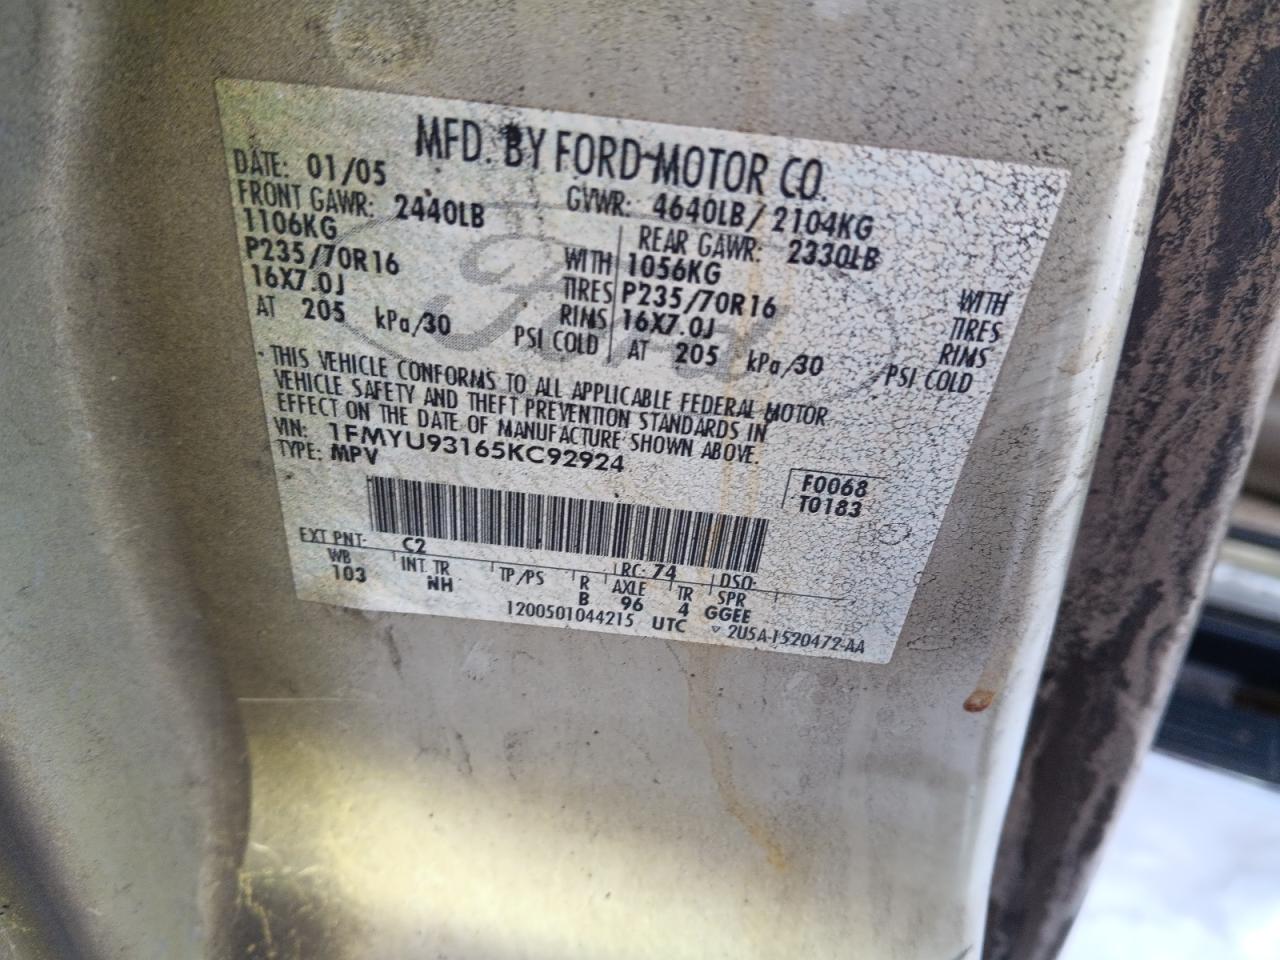 MFD. BY FORD MOTOR CO.
DATE: 01/05 GVWR: 4640LB/ 2104KG
FRONT GAWR: 2440LB REAR GAWR: 2330LB
1106KG WITH 1056KG WITH
P235/70R16 TIRES P235/70R16 TIRES
16X7.0J RIMS 16X7.0J RIMS
AT 205 kPa/30 PSI COLD AT 205 kPa/30 PSI COLD
THIS VEHICLE CONFORMS TO ALL APPLICABLE FEDERAL MOTOR
VEHICLE SAFETY AND THEFT PREVENTION STANDARDS IN
EFFECT ON THE DATE OF MANUFACTURE SHOWN ABOVE.
VIN: 1FMYU93165KC92924
TYPE: MPV
F0068
T0183
EXT PNT: C2 RC: 74 DSO:
WB INT TR TP/PS R AXLE TR SPR
103 NH B 96 4 GGEE
1200501044215 UTC ▿ 2U5A-1520472-AA
Ford